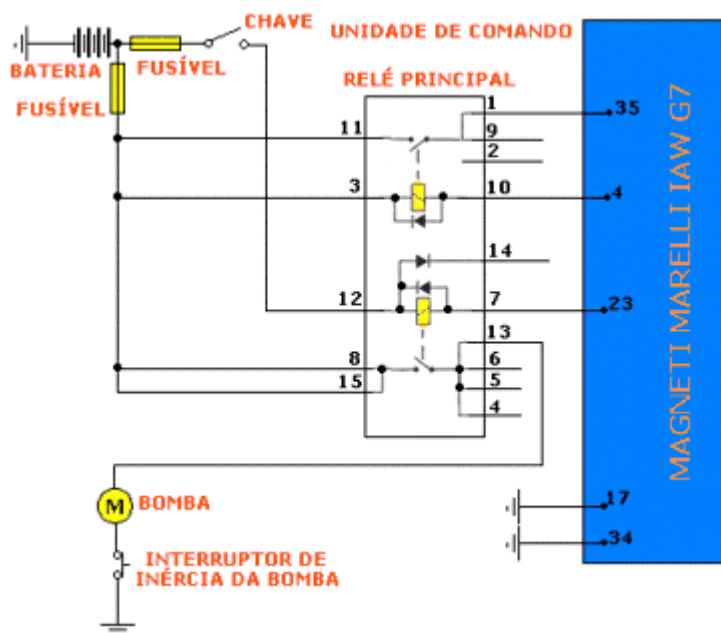 CHAVE
UNIDADE DE COMANDO
BATERIA
FUSÍVEL
FUSÍVEL
RELÉ PRINCIPAL
1
35
11
9
2
3
10
4
14
12
7
23
13
8
6
15
5
4
MAGNETI MARELLI IAW G7
17
34
M
BOMBA
INTERRUPTOR DE
INÉRCIA DA BOMBA